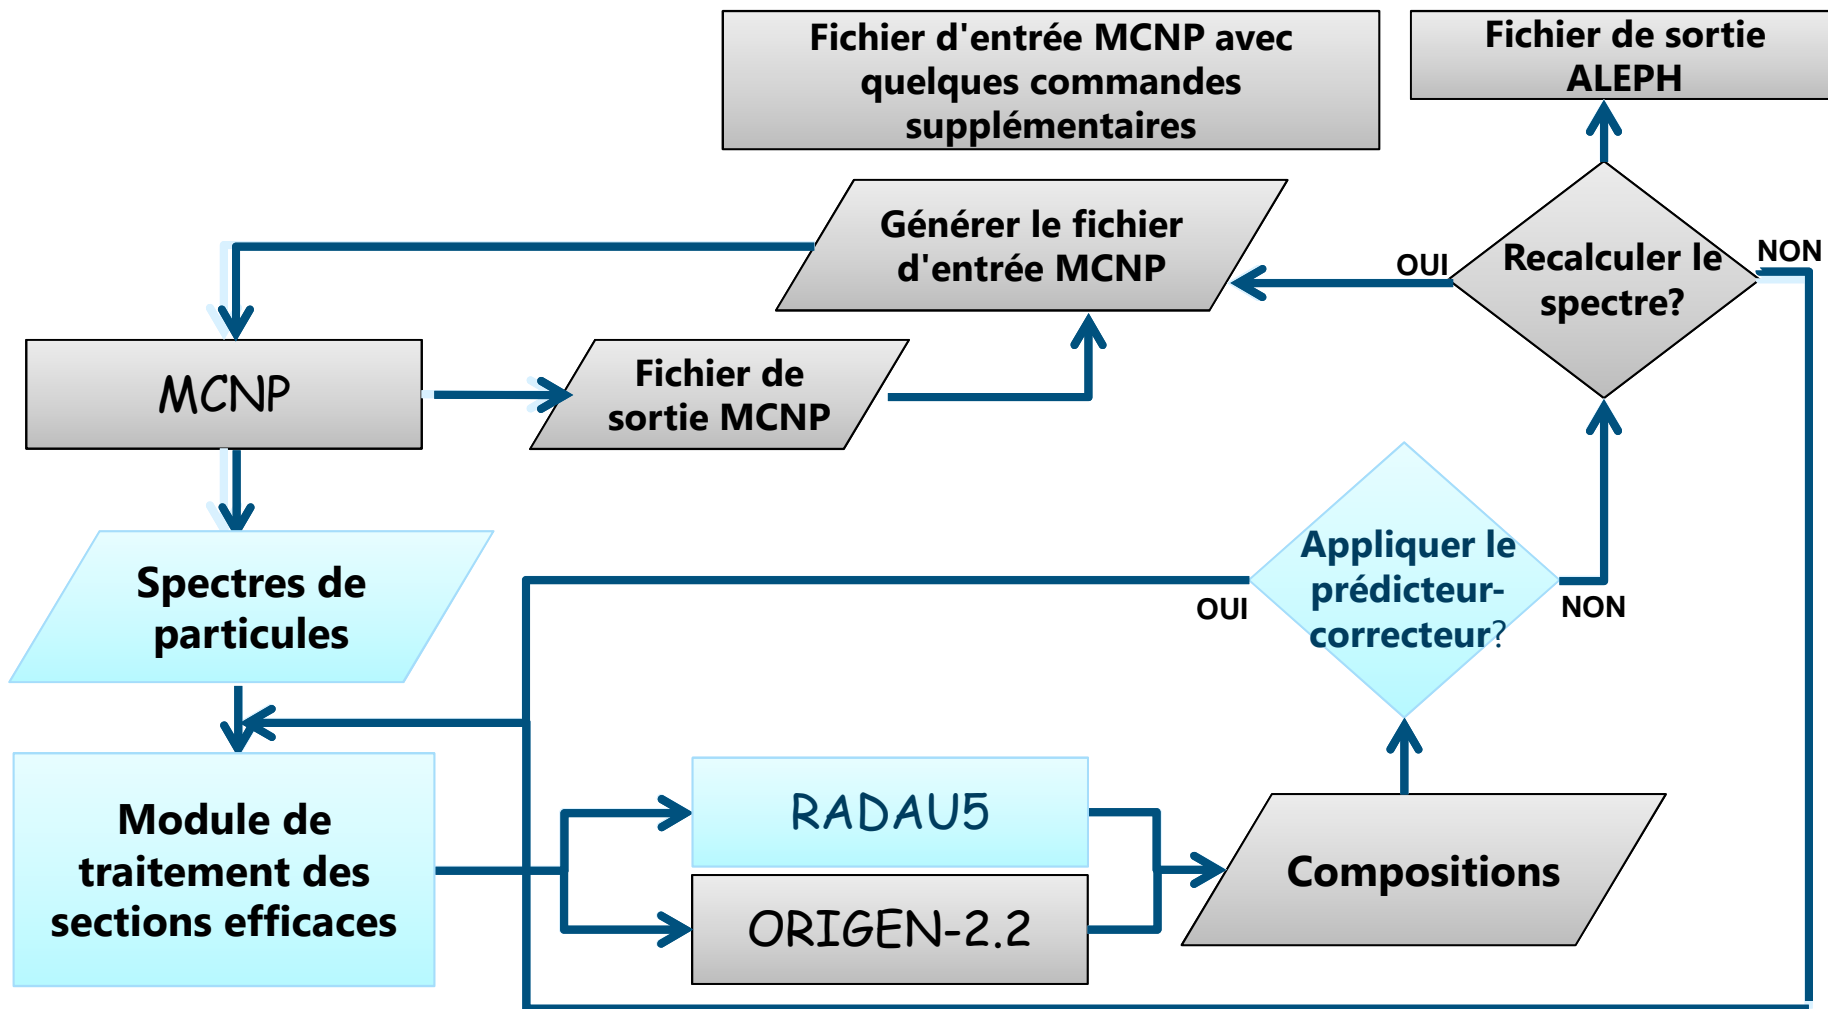 Fichier d'entrée MCNP avec
quelques commandes
supplémentaires
Fichier de sortie
ALEPH
Générer le fichier
d'entrée MCNP
OUI
Recalculer le
spectre?
NON
MCNP
Fichier de
sortie MCNP
Spectres de
particules
OUI
Appliquer le
prédicteur-
correcteur?
NON
Module de
traitement des
sections efficaces
RADAU5
ORIGEN-2.2
Compositions